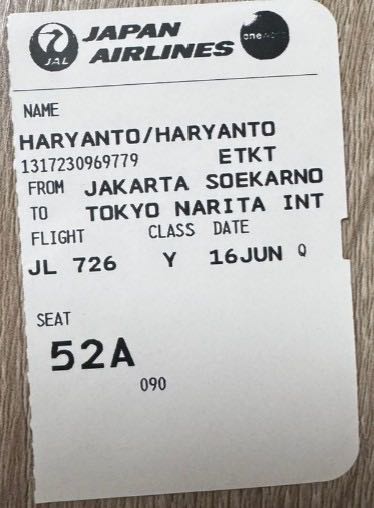 JAL
JAPAN
AIRLINES
oneworld
NAME
HARYANTO/HARYANTO
1317230969779 ETKT
FROM JAKARTA SOEKARNO
TO TOKYO NARITA INT
FLIGHT CLASS DATE
JL 726 Y 16JUN Q
SEAT
52A
090